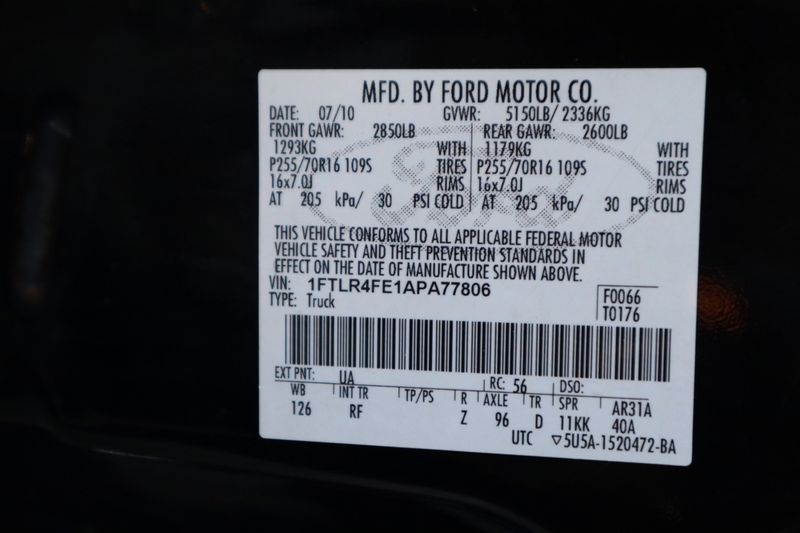 MFD. BY FORD MOTOR CO.
DATE: 07/10 GVWR: 5150LB/ 2336KG
FRONT GAWR: 2850LB REAR GAWR: 2600LB
1293KG WITH 1179KG WITH
P255/70R16 109S TIRES P255/70R16 109S TIRES
16x7.0J RIMS 16x7.0J RIMS
AT 205 kPa/ 30 PSI COLD AT 205 kPa/ 30 PSI COLD
Ford
THIS VEHICLE CONFORMS TO ALL APPLICABLE FEDERAL MOTOR
VEHICLE SAFETY AND THEFT PREVENTION STANDARDS IN
EFFECT ON THE DATE OF MANUFACTURE SHOWN ABOVE.
VIN: 1FTLR4FE1APA77806
TYPE: Truck
F0066
T0176
EXT PNT: UA RC: 56 DSO:
WB INT TR TP/PS R AXLE TR SPR AR31A
126 RF Z 96 D 11KK 40A
UTC ▽5U5A-1520472-BA